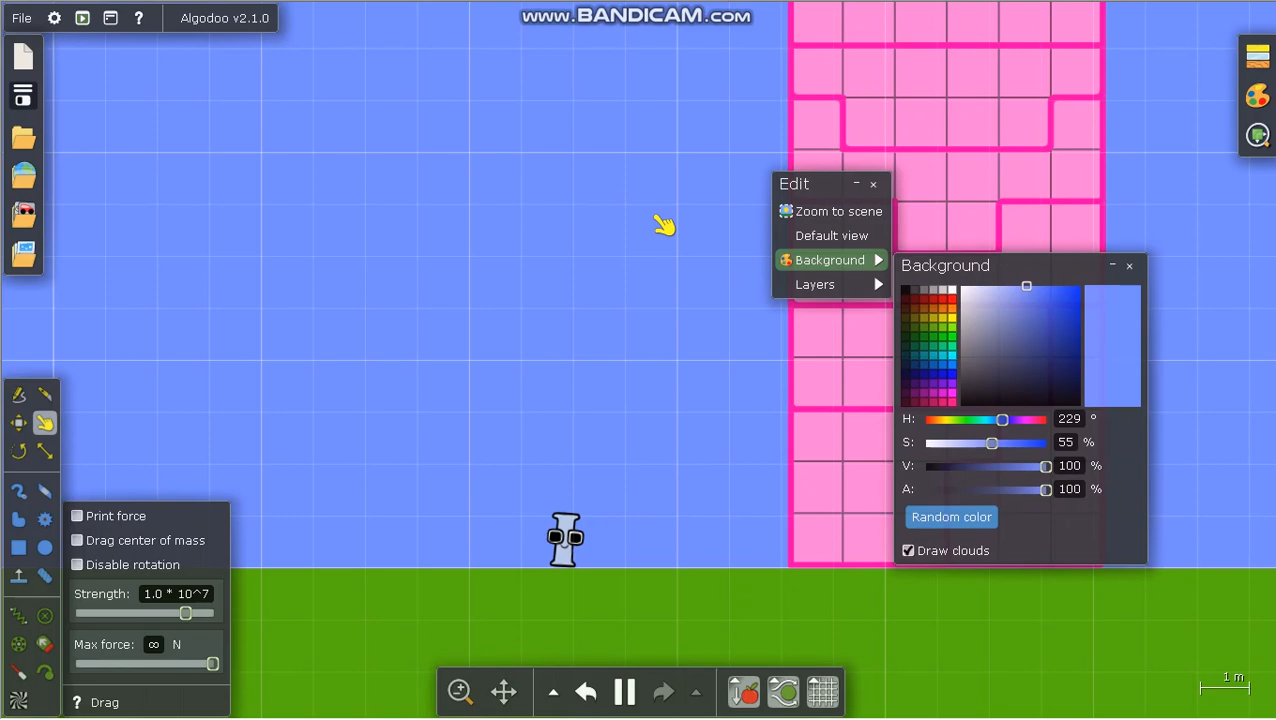 www.BANDICAM.com
File
?
Algodoo v2.1.0
Edit
Zoom to scene
Default view
Background
Layers
Background
H: 229 °
S: 55 %
V: 100 %
A: 100 %
Random color
Draw clouds
Print force
Drag center of mass
Disable rotation
Strength: 1.0 * 10^7
Max force: ∞ N
? Drag
1 m